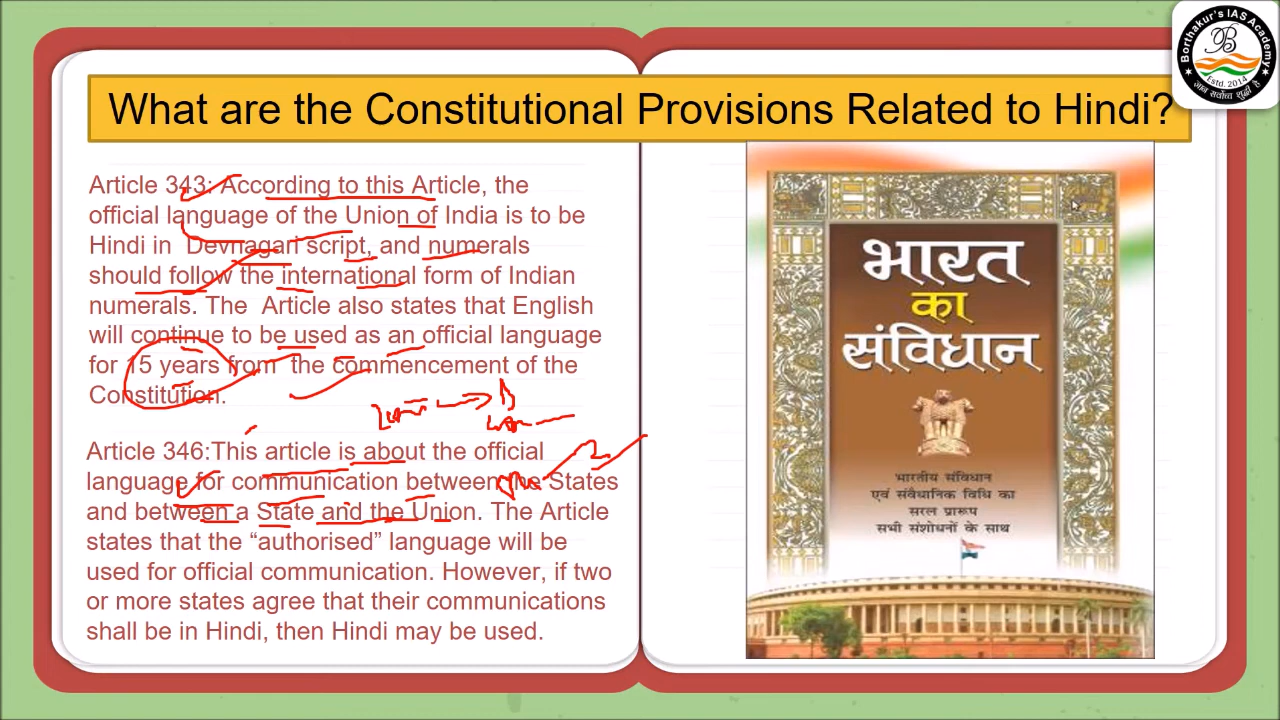 What are the Constitutional Provisions Related to Hindi?
Article 343: According to this Article, the
official language of the Union of India is to be
Hindi in Devnagari script, and numerals
should follow the international form of Indian
numerals. The Article also states that English
will continue to be used as an official language
for 15 years from the commencement of the
Constitution.
Article 346:This article is about the official
language for communication between the States
and between a State and the Union. The Article
states that the “authorised” language will be
used for official communication. However, if two
or more states agree that their communications
shall be in Hindi, then Hindi may be used.
भारत
का
संविधान
भारतीय संविधान
एवं संवैधानिक विधि का
सरल प्रारूप
सभी संशोधनों के साथ
Borthakur's IAS Academy
B
Estd. 2014